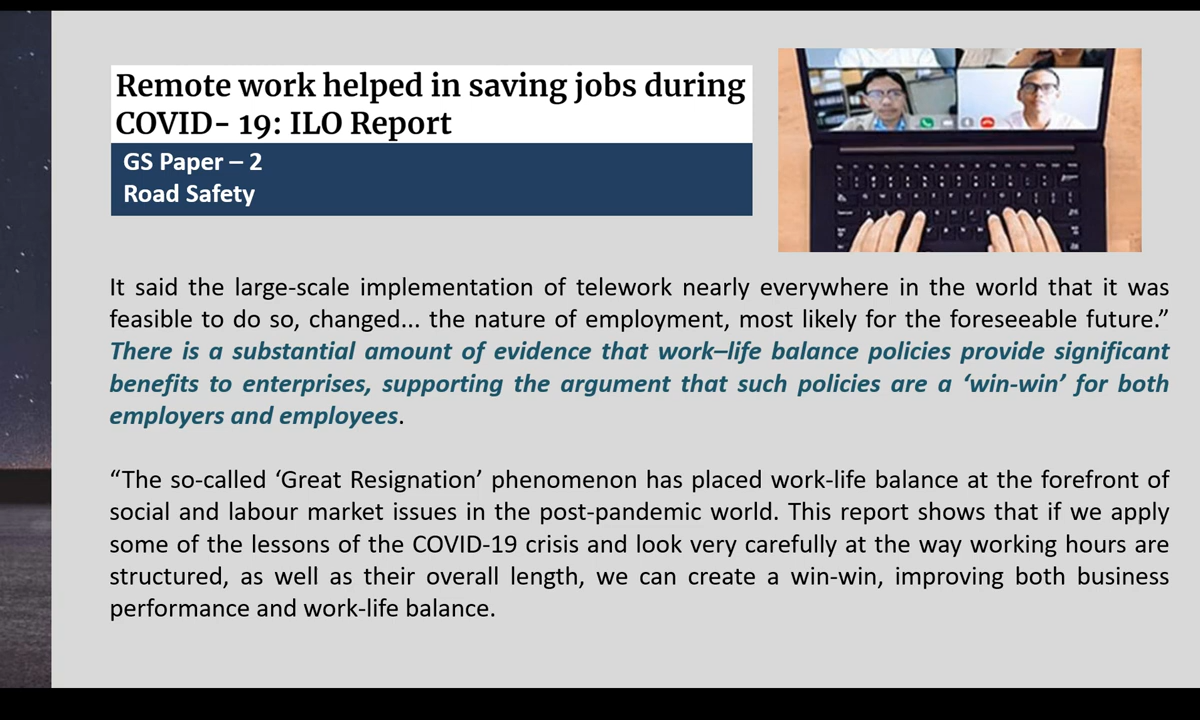 Remote work helped in saving jobs during
COVID- 19: ILO Report
GS Paper – 2
Road Safety
It said the large-scale implementation of telework nearly everywhere in the world that it was
feasible to do so, changed... the nature of employment, most likely for the foreseeable future.”
There is a substantial amount of evidence that work–life balance policies provide significant
benefits to enterprises, supporting the argument that such policies are a ‘win-win’ for both
employers and employees.
“The so-called ‘Great Resignation’ phenomenon has placed work-life balance at the forefront of
social and labour market issues in the post-pandemic world. This report shows that if we apply
some of the lessons of the COVID-19 crisis and look very carefully at the way working hours are
structured, as well as their overall length, we can create a win-win, improving both business
performance and work-life balance.